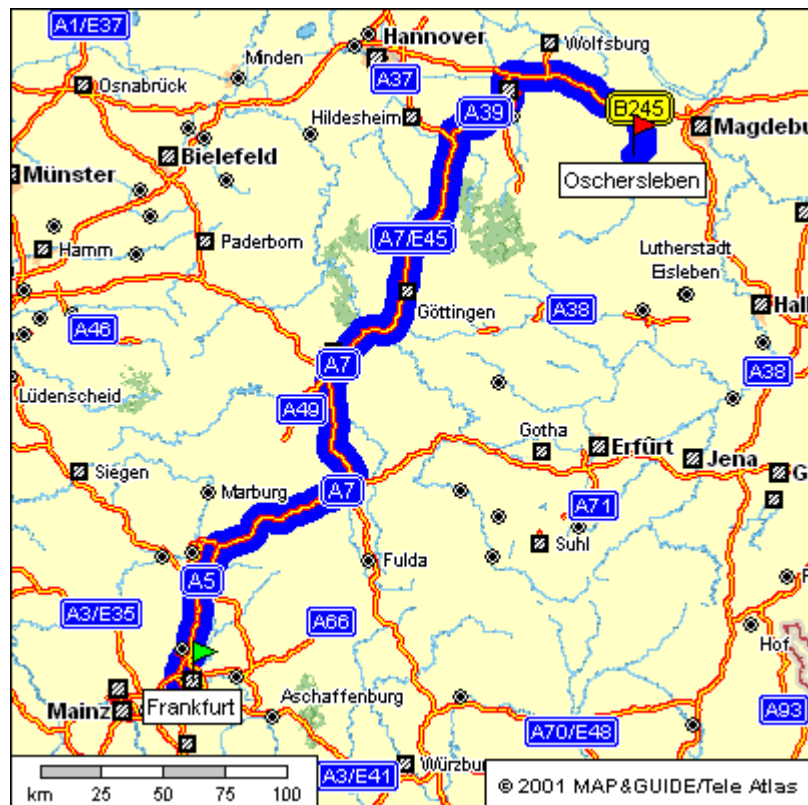 A1/E37
Hannover
Wolfsburg
Minden
Osnabrück
A37
Hildesheim
A39
B245
Magdebu
Bielefeld
Oschersleben
Münster
Hamm
Paderborn
A7/E45
Lutherstadt
Eisleben
Göttingen
A38
Hal
A46
A7
A38
Lüdenscheid
A49
Gotha
Erfûrt
Jena
G
Siegen
Marburg
A7
A71
Suhl
Fulda
A5
A3/E35
A66
Hof
Mainz
Frankfurt
Aschaffenburg
A93
A70/E48
Würzbu
A3/E41
km 25 50 75 100
© 2001 MAP&GUIDE/Tele Atlas